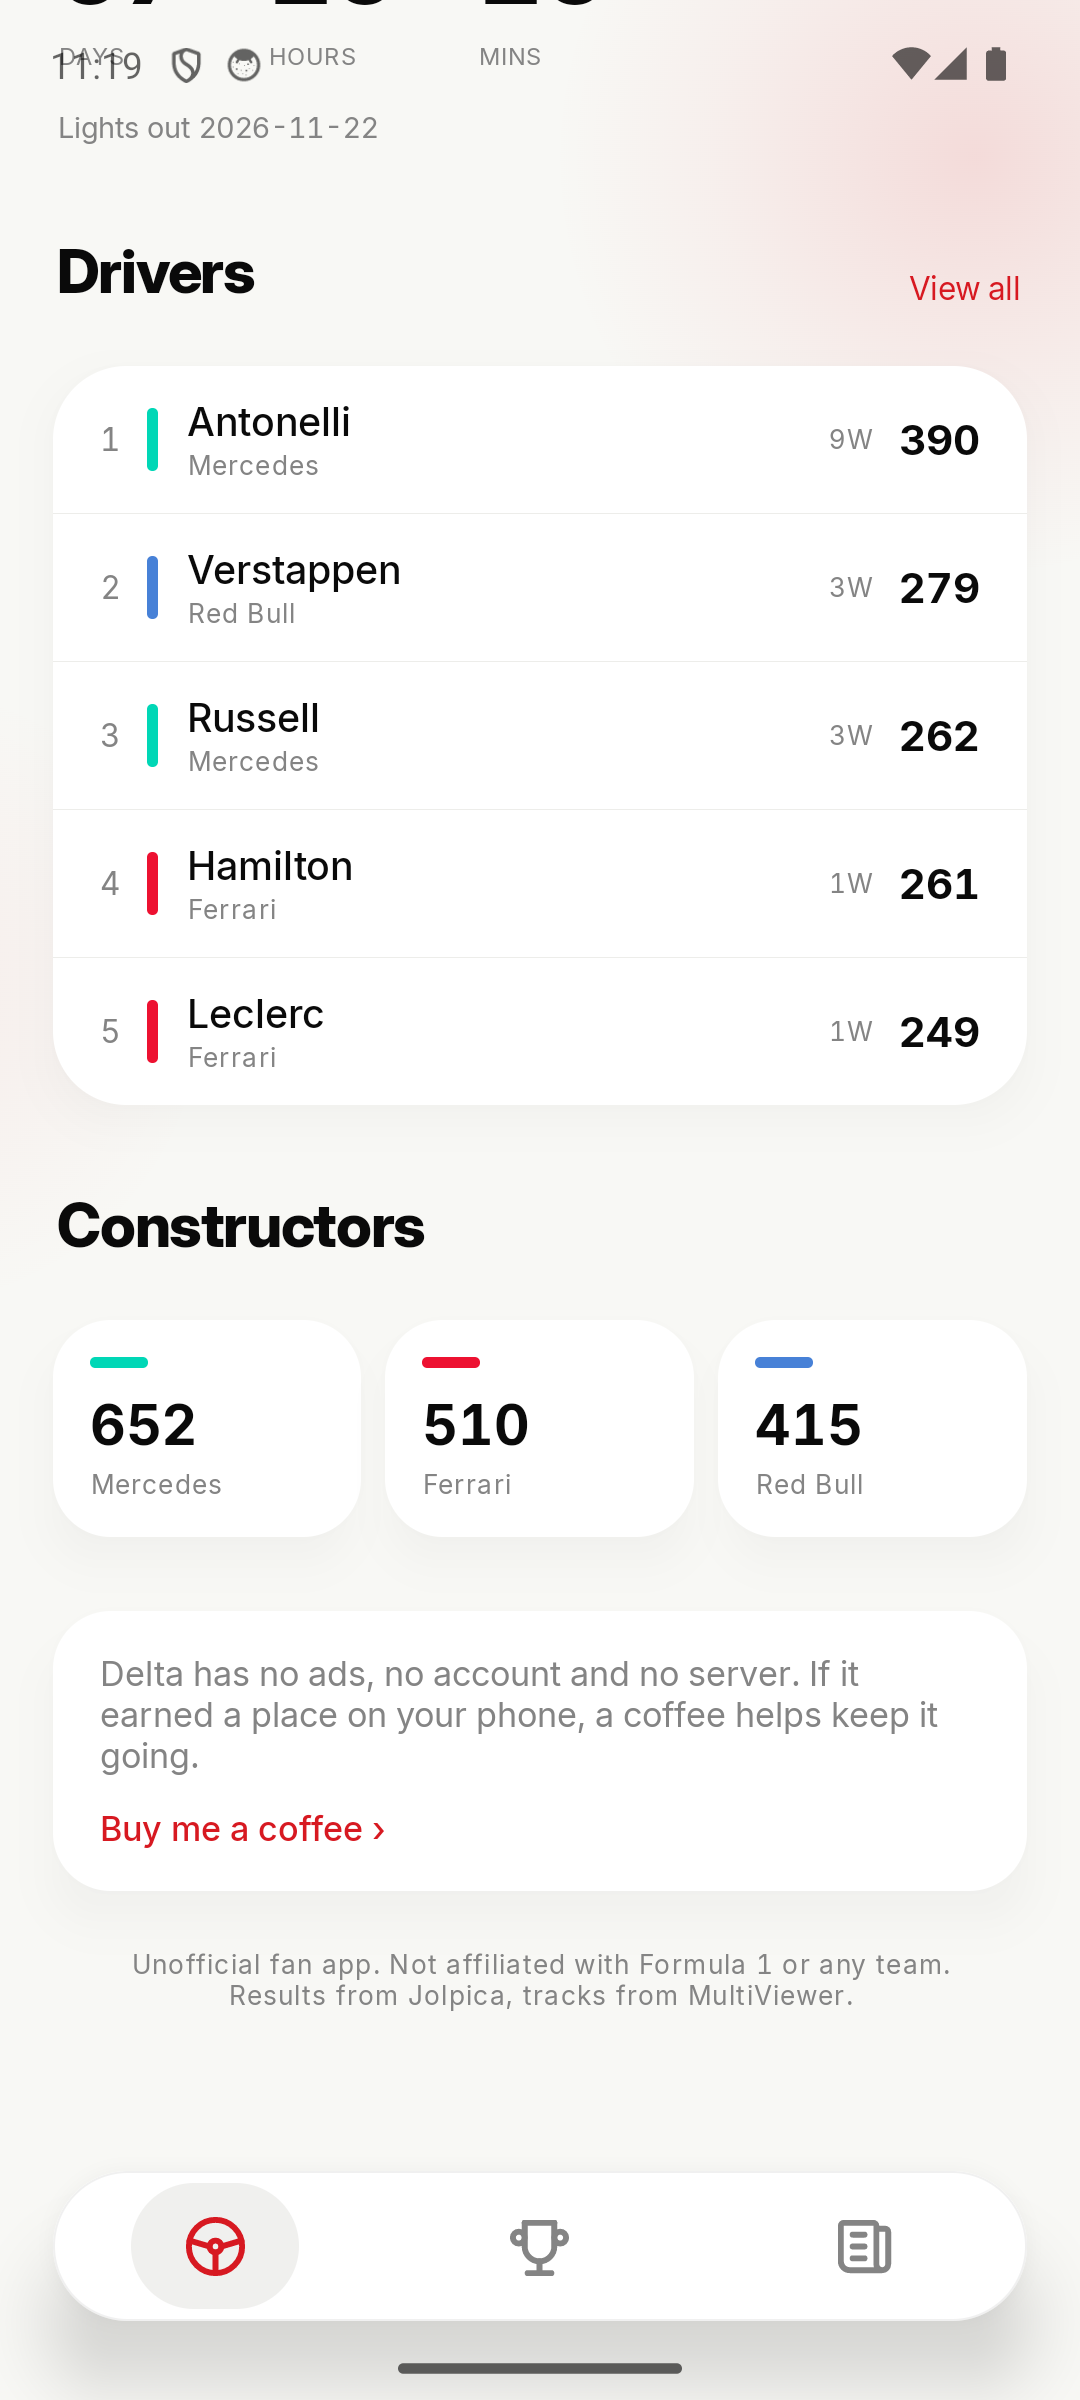 DAYS HOURS MINS
11:19
Lights out 2026-11-22
Drivers
View all
1 Antonelli 9W 390
Mercedes
2 Verstappen 3W 279
Red Bull
3 Russell 3W 262
Mercedes
4 Hamilton 1W 261
Ferrari
5 Leclerc 1W 249
Ferrari
Constructors
652 510 415
Mercedes Ferrari Red Bull
Delta has no ads, no account and no server. If it
earned a place on your phone, a coffee helps keep it
going.
Buy me a coffee ›
Unofficial fan app. Not affiliated with Formula 1 or any team.
Results from Jolpica, tracks from MultiViewer.